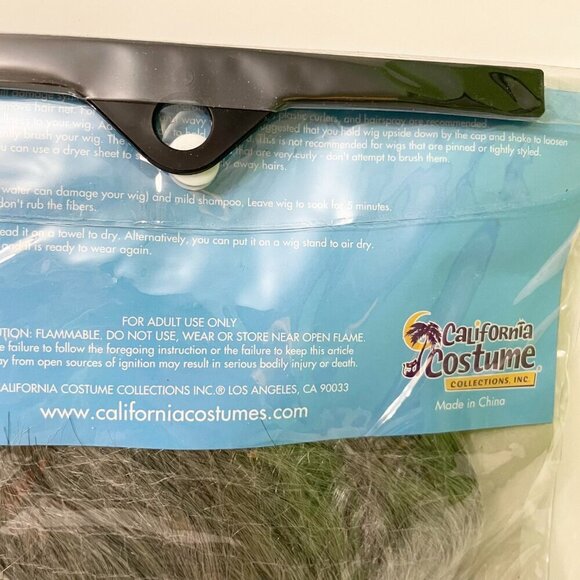 can damage
hair.
wavy
plastic curlers, and hairspray are recommended
to your wig.
to hold
suggested that you hold wig upside down by the cap and shake to loosen
brush your wig.
This is not recommended for wigs that are pinned or tightly styled.
can use a dryer sheet to
that are very curly - don't attempt to brush them.
away hairs.
water can damage your wig) and mild shampoo, Leave wig to soak for 5 minutes.
don't rub the fibers.
it on a towel to dry. Alternatively, you can put it on a wig stand to air dry.
and it is ready to wear again.
FOR ADULT USE ONLY
FLAMMABLE, DO NOT USE, WEAR OR STORE NEAR OPEN FLAME.
failure to follow the foregoing instruction or the failure to keep this article
from open sources of ignition may result in serious bodily injury or death.
CALIFORNIA COSTUME COLLECTIONS INC.® LOS ANGELES, CA 90033
www.californiacostumes.com
California
Costume®
COLLECTIONS, INC.
Made in China